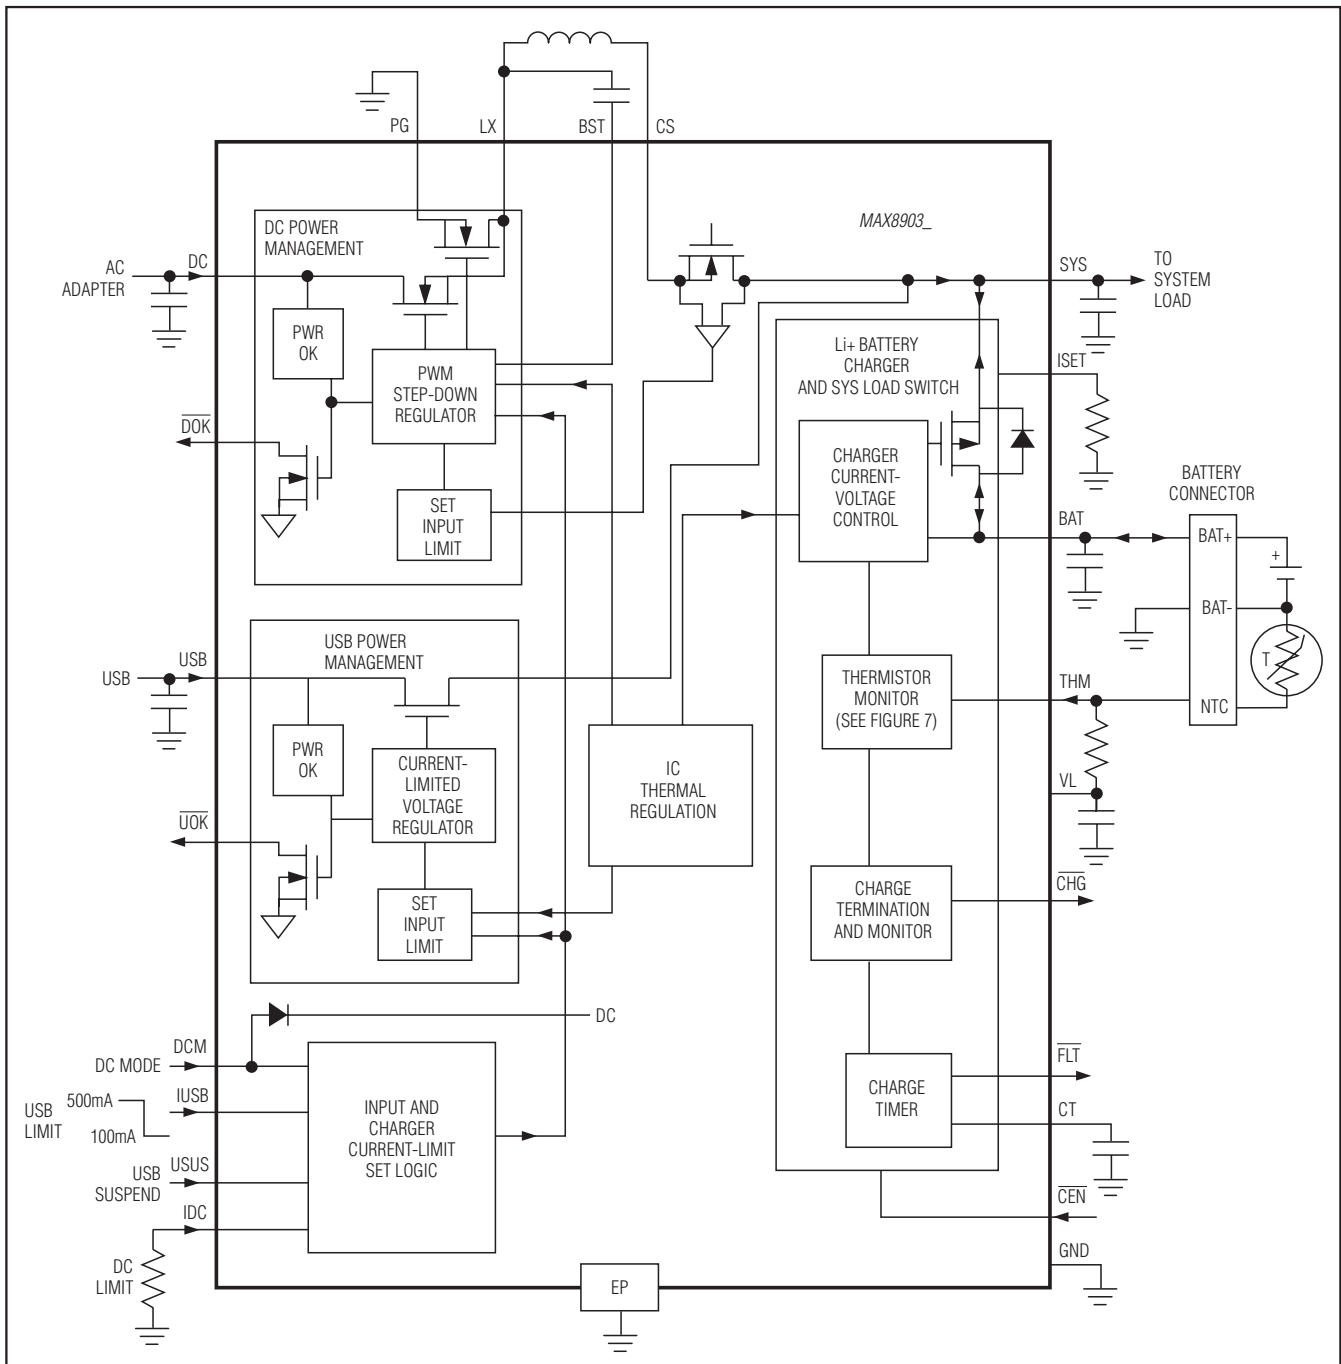 PG
LX
BST
CS
MAX8903_
DC POWER
MANAGEMENT
AC
ADAPTER
DC
SYS
TO
SYSTEM
LOAD
PWR
OK
PWM
STEP-DOWN
REGULATOR
Li+ BATTERY
CHARGER
AND SYS LOAD SWITCH
ISET
DOK
SET
INPUT
LIMIT
CHARGER
CURRENT-
VOLTAGE
CONTROL
BATTERY
CONNECTOR
BAT
BAT+
+
BAT-
T
NTC
USB POWER
MANAGEMENT
USB
USB
PWR
OK
CURRENT-
LIMITED
VOLTAGE
REGULATOR
IC
THERMAL
REGULATION
THERMISTOR
MONITOR
(SEE FIGURE 7)
THM
VL
UOK
SET
INPUT
LIMIT
CHARGE
TERMINATION
AND MONITOR
CHG
DC
DC MODE
DCM
USB
LIMIT
500mA
100mA
IUSB
USB
SUSPEND
USUS
IDC
DC
LIMIT
INPUT AND
CHARGER
CURRENT-LIMIT
SET LOGIC
CHARGE
TIMER
FLT
CT
CEN
GND
EP